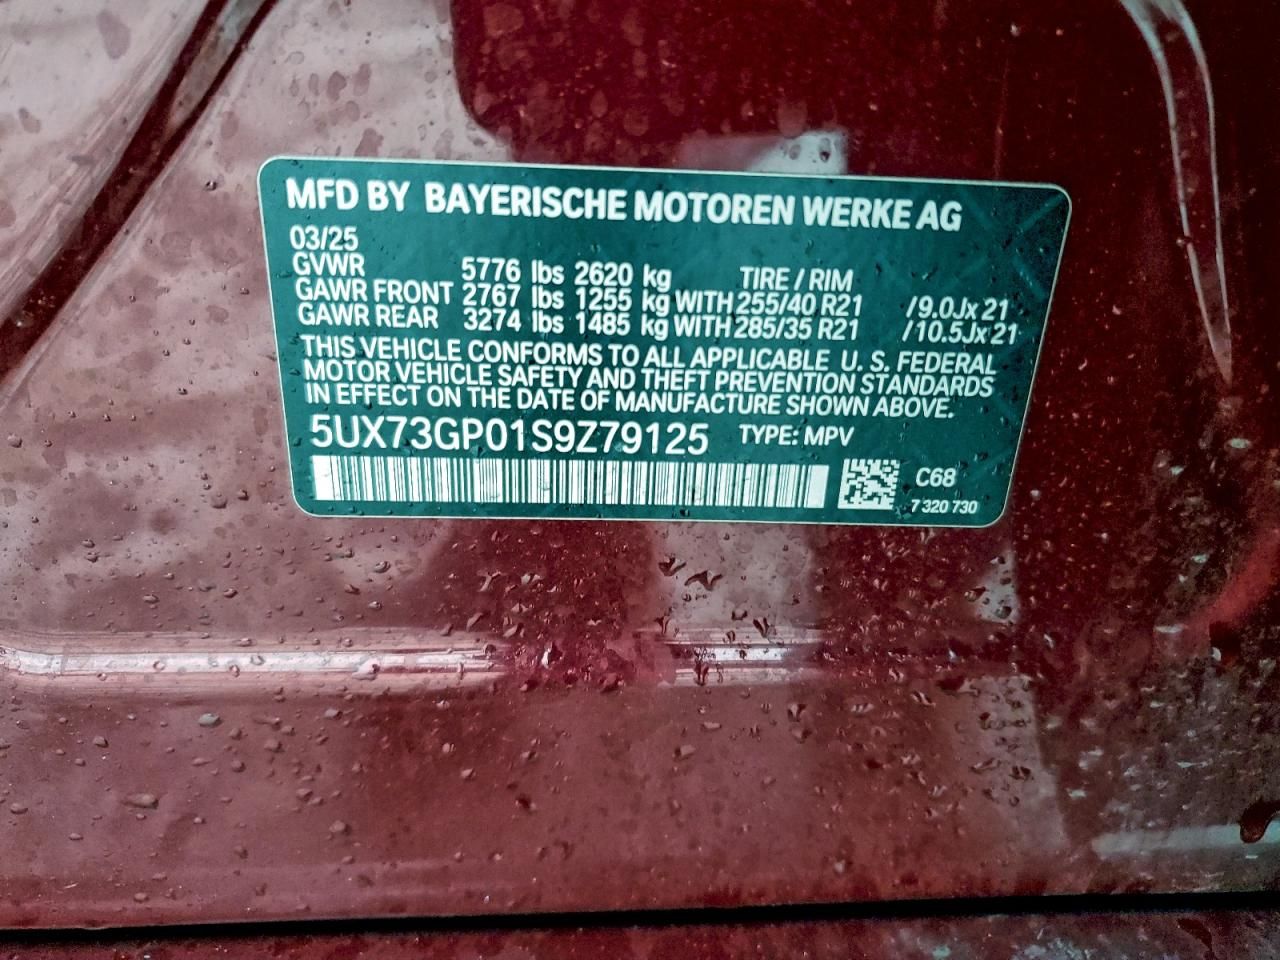 MFD BY BAYERISCHE MOTOREN WERKE AG
03/25
GVWR 5776 lbs 2620 kg TIRE / RIM
GAWR FRONT 2767 lbs 1255 kg WITH 255/40 R21 /9.0Jx21
GAWR REAR 3274 lbs 1485 kg WITH 285/35 R21 /10.5Jx21
THIS VEHICLE CONFORMS TO ALL APPLICABLE U. S. FEDERAL
MOTOR VEHICLE SAFETY AND THEFT PREVENTION STANDARDS
IN EFFECT ON THE DATE OF MANUFACTURE SHOWN ABOVE.
5UX73GP01S9Z79125 TYPE: MPV
C68
7 320 730